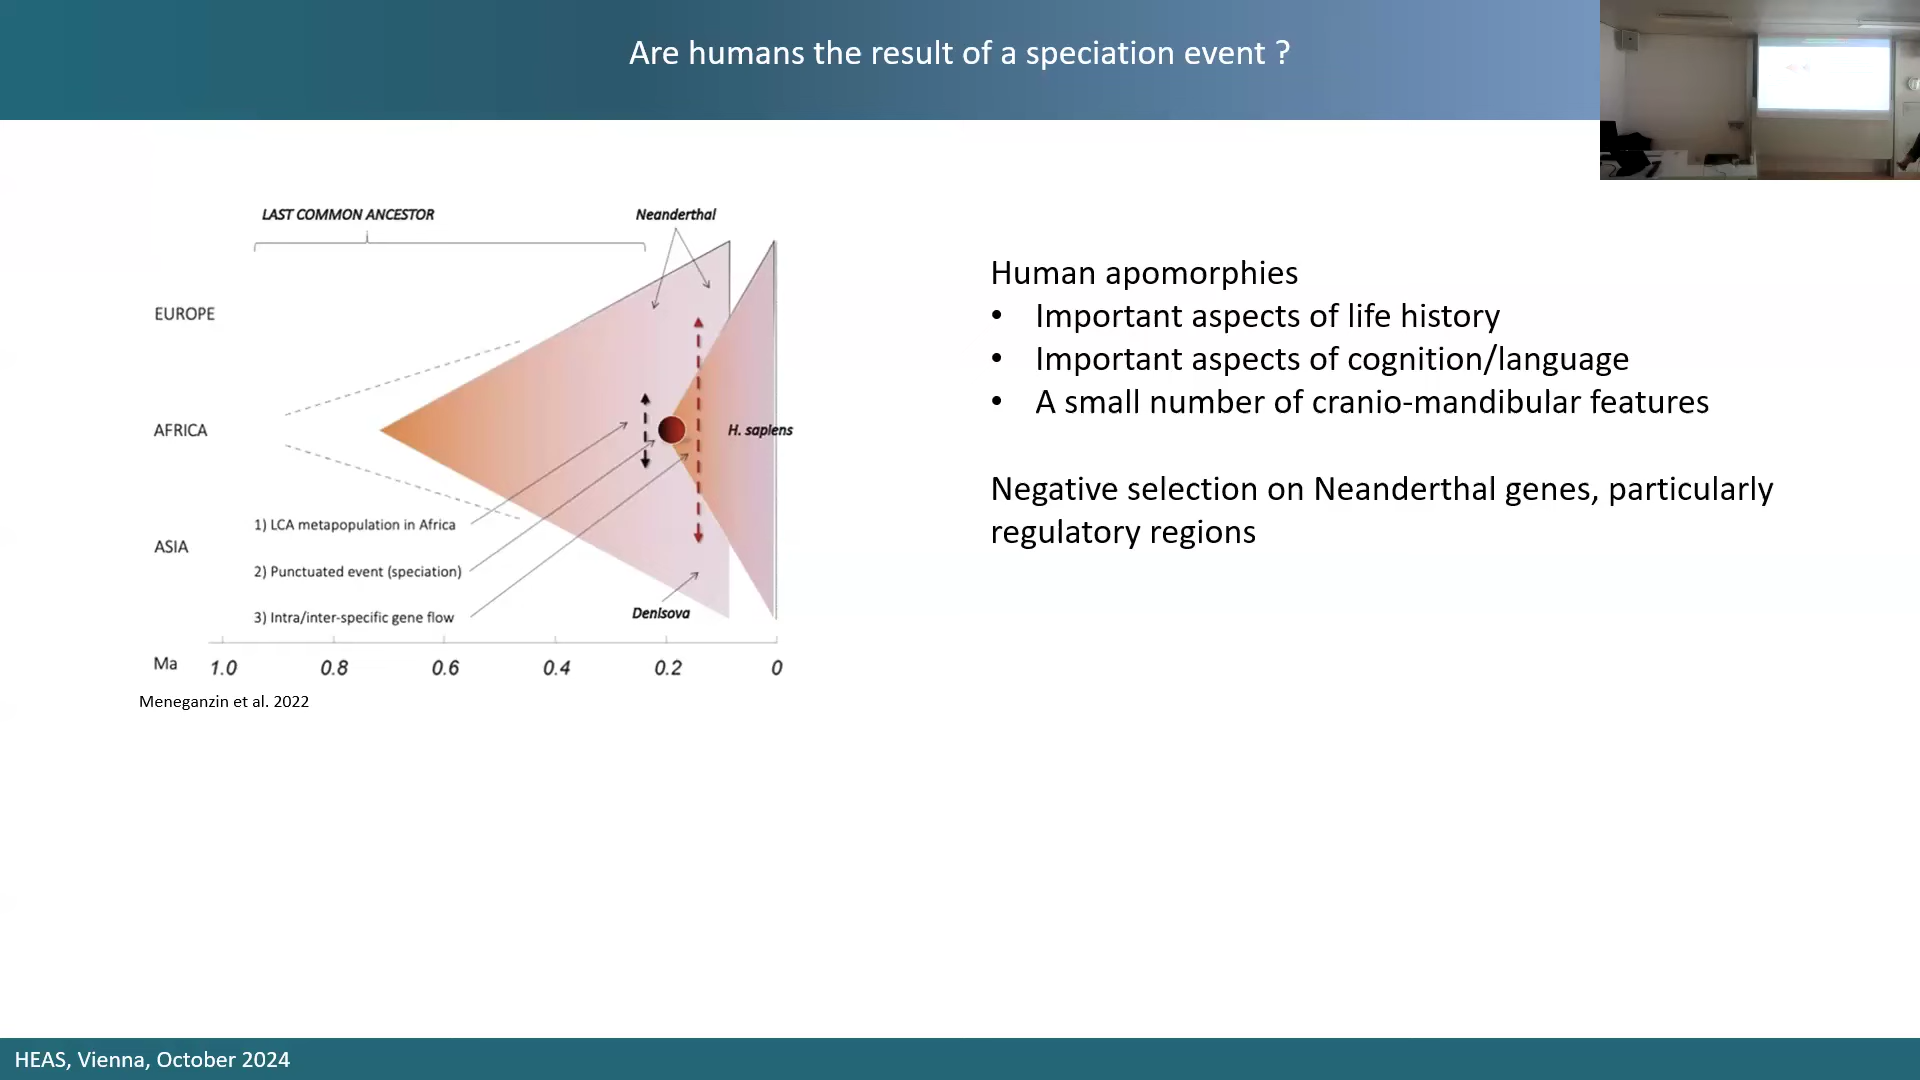 Are humans the result of a speciation event ?
LAST COMMON ANCESTOR
Neanderthal
EUROPE
AFRICA
H. sapiens
1) LCA metapopulation in Africa
ASIA
2) Punctuated event (speciation)
3) Intra/inter-specific gene flow
Denisova
Ma
1.0 0.8 0.6 0.4 0.2 0
Meneganzin et al. 2022
Human apomorphies
• Important aspects of life history
• Important aspects of cognition/language
• A small number of cranio-mandibular features
Negative selection on Neanderthal genes, particularly
regulatory regions
HEAS, Vienna, October 2024